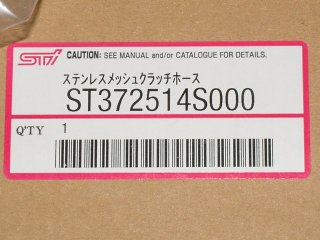 STI CAUTION: SEE MANUAL and/or CATALOGUE FOR DETAILS.
ステンレスメッシュクラッチホース
ST372514S000
Q'TY 1